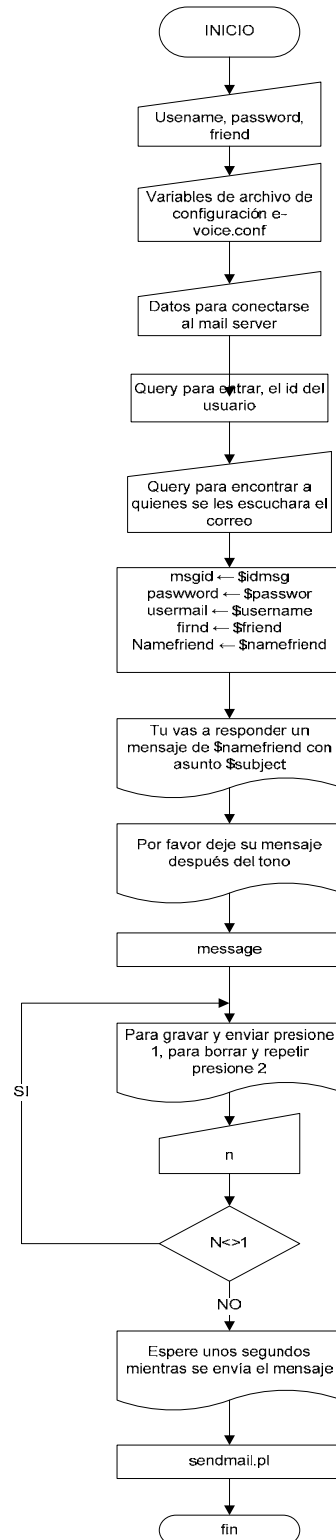 INICIO
Usename, password,
friend
Variables de archivo de
configuración e-
voice.conf
Datos para conectarse
al mail server
Query para entrar, el id del
usuario
Query para encontrar a
quienes se les escuchara el
correo
msgid ← $idmsg
paswword ← $passwor
usermail ← $username
firnd ← $friend
Namefriend ← $namefriend
Tu vas a responder un
mensaje de $namefriend con
asunto $subject
Por favor deje su mensaje
después del tono
message
Para gravar y enviar presione
1, para borrar y repetir
presione 2
SI
n
N<>1
NO
Espere unos segundos
mientras se envía el mensaje
sendmail.pl
fin